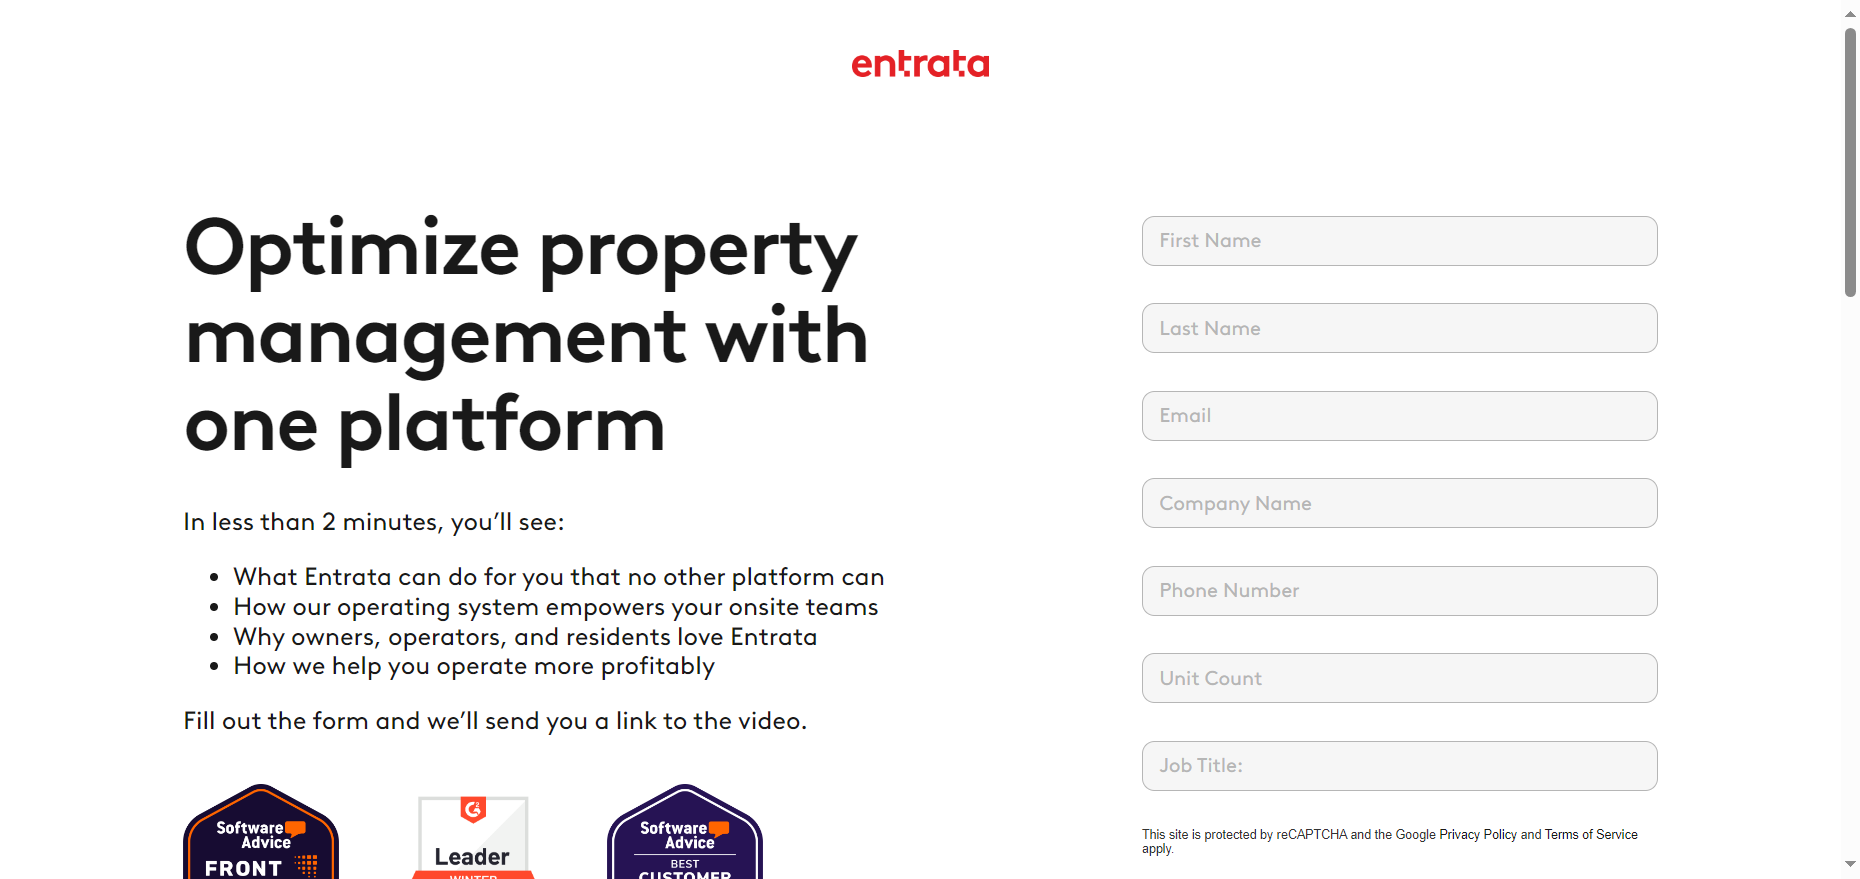 entrata
Optimize property
management with
one platform
In less than 2 minutes, you’ll see:
• What Entrata can do for you that no other platform can
• How our operating system empowers your onsite teams
• Why owners, operators, and residents love Entrata
• How we help you operate more profitably
Fill out the form and we’ll send you a link to the video.
Software
Advice
FRONT
G2
Leader
WINTER
Software
Advice
BEST
CUSTOMER
First Name
Last Name
Email
Company Name
Phone Number
Unit Count
Job Title:
This site is protected by reCAPTCHA and the Google Privacy Policy and Terms of Service
apply.